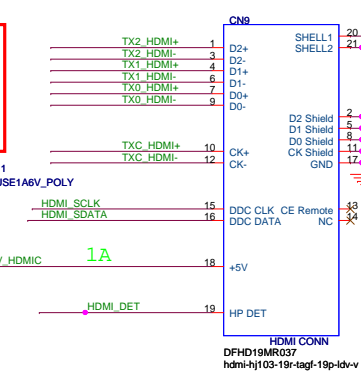 CN9
TX2_HDMI+ 1 D2+ SHELL1 20
TX2_HDMI- 3 D2- SHELL2 21
TX1_HDMI+ 4 D1+
TX1_HDMI- 6 D1-
TX0_HDMI+ 7 D0+
TX0_HDMI- 9 D0-
D2 Shield 2
D1 Shield 5
D0 Shield 8
TXC_HDMI+ 10 CK+ CK Shield 11
TXC_HDMI- 12 CK- GND 17
1
USE1A6V_POLY
HDMI_SCLK 15 DDC CLK CE Remote 13
HDMI_SDATA 16 DDC DATA NC 14
1A
_HDMIC 18 +5V
HDMI_DET 19 HP DET
HDMI CONN
DFHD19MR037
hdmi-hj103-19r-tagf-19p-ldv-v